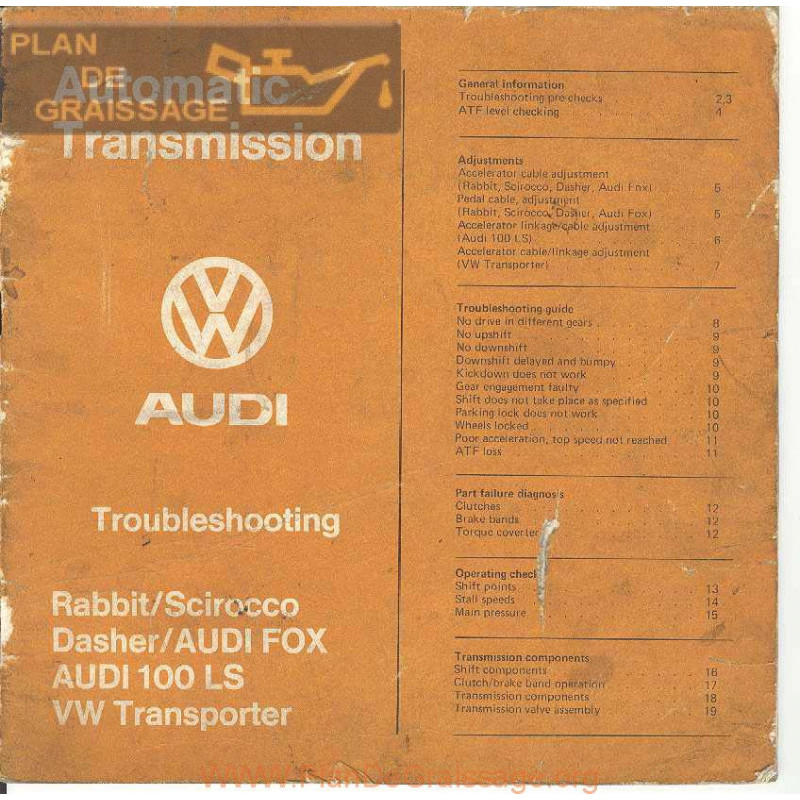 PLAN
DE
GRAISSAGE
Automatic
Transmission
VW
AUDI
Troubleshooting
Rabbit/Scirocco
Dasher/AUDI FOX
AUDI 100 LS
VW Transporter
General information
Troubleshooting pre checks 2,3
ATF level checking 4
Adjustments
Accelerator cable adjustment
(Rabbit, Scirocco, Dasher, Audi Fox) 5
Pedal cable, adjustment
(Rabbit, Scirocco, Dasher, Audi Fox) 5
Accelerator linkage/cable adjustment
(Audi 100 LS) 6
Accelerator cable/linkage adjustment
(VW Transporter) 7
Troubleshooting guide
No drive in different gears 8
No upshift 9
No downshift 9
Downshift delayed and bumpy 9
Kickdown does not work 9
Gear engagement faulty 10
Shift does not take place as specified 10
Parking lock does not work 10
Wheels locked 10
Poor acceleration, top speed not reached 11
ATF loss 11
Part failure diagnosis
Clutches 12
Brake bands 12
Torque coverter 12
Operating check
Shift points 13
Stall speeds 14
Main pressure 15
Transmission components
Shift components 16
Clutch/brake band operation 17
Transmission components 18
Transmission valve assembly 19
www.PlanDeGraissage.org